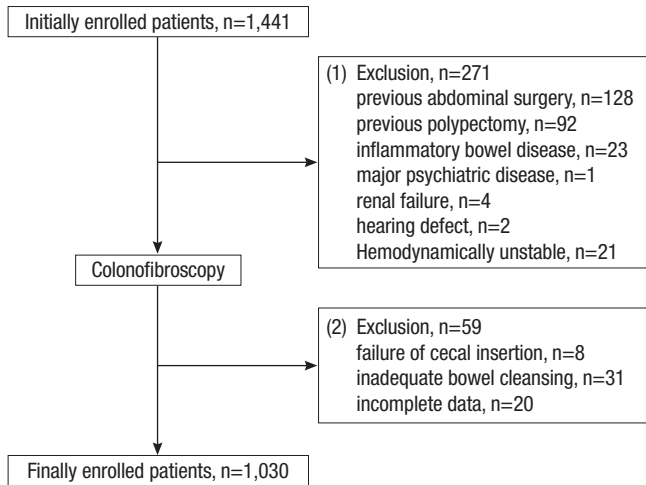 Initially enrolled patients, n=1,441
(1) Exclusion, n=271
previous abdominal surgery, n=128
previous polypectomy, n=92
inflammatory bowel disease, n=23
major psychiatric disease, n=1
renal failure, n=4
hearing defect, n=2
Hemodynamically unstable, n=21
Colonofibroscopy
(2) Exclusion, n=59
failure of cecal insertion, n=8
inadequate bowel cleansing, n=31
incomplete data, n=20
Finally enrolled patients, n=1,030